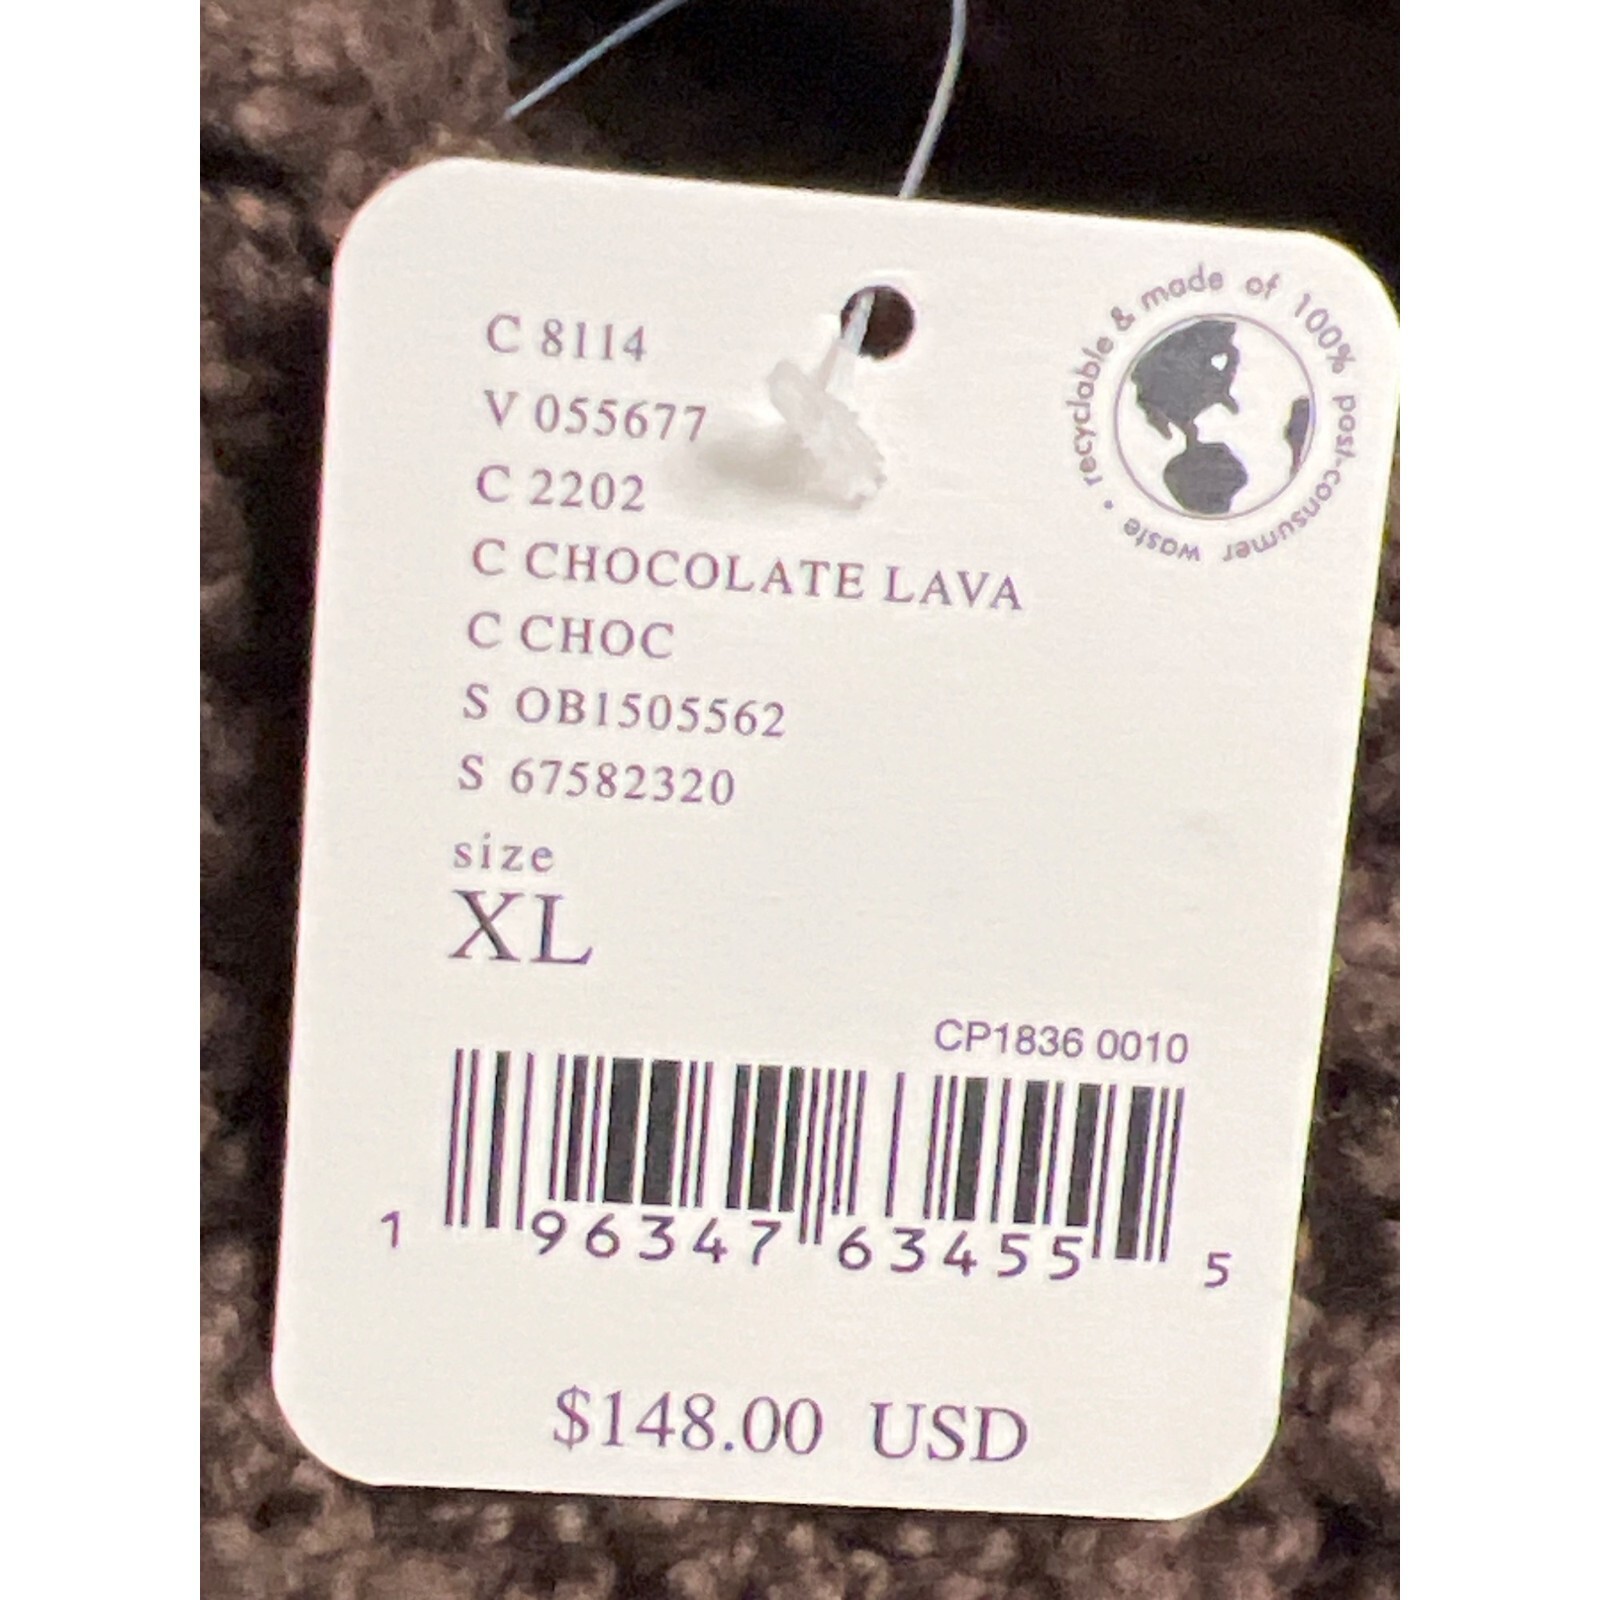 C 8114
V 055677
C 2202
C CHOCOLATE LAVA
C CHOC
S OB1505562
S 67582320
size
XL
recyclable & made of 100% post-consumer waste •
CP1836 0010
1 96347 63455 5
$148.00 USD